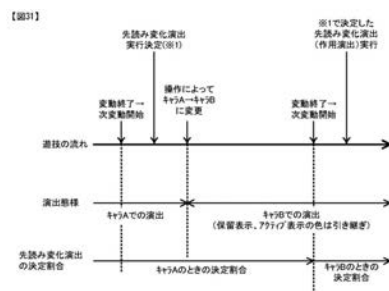 【図31】
先読み変化演出
実行決定(※1)
※1で決定した
先読み変化演出
(作用演出)実行
操作によって
キャラA→キャラB
に変更
変動終了→
次変動開始
変動終了→
次変動開始
遊技の流れ
演出態様
キャラAでの演出
キャラBでの演出
(保留表示、アクティブ表示の色は引き継ぎ)
先読み変化演出
の決定割合
キャラAのときの決定割合
キャラBのときの
決定割合